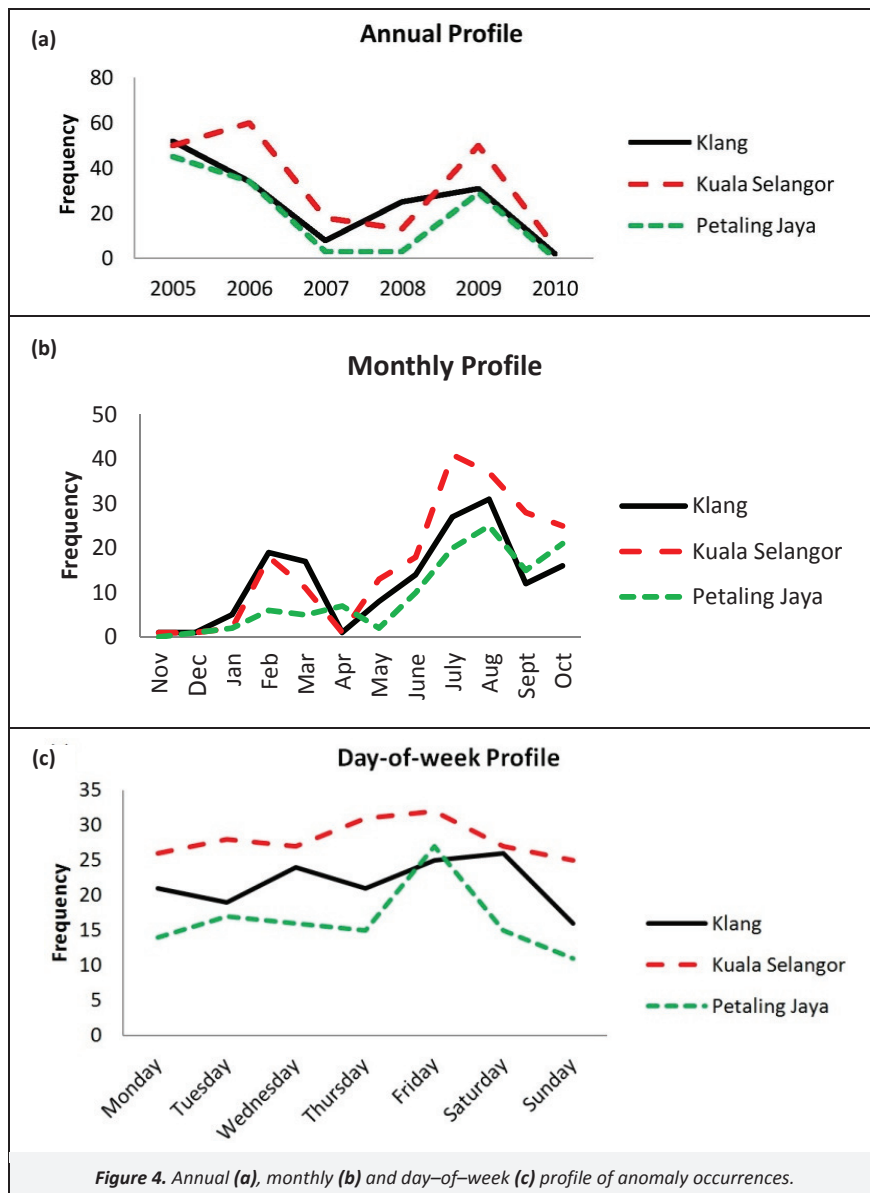 (a)
Annual Profile
80
60
40
20
0
Frequency
2005 2006 2007 2008 2009 2010
Klang
Kuala Selangor
Petaling Jaya
(b)
Monthly Profile
50
40
30
20
10
0
Frequency
Nov Dec Jan Feb Mar Apr May June July Aug Sept Oct
Klang
Kuala Selangor
Petaling Jaya
(c)
Day-of-week Profile
35
30
25
20
15
10
5
0
Frequency
Monday Tuesday Wednesday Thursday Friday Saturday Sunday
Klang
Kuala Selangor
Petaling Jaya
Figure 4. Annual (a), monthly (b) and day–of–week (c) profile of anomaly occurrences.